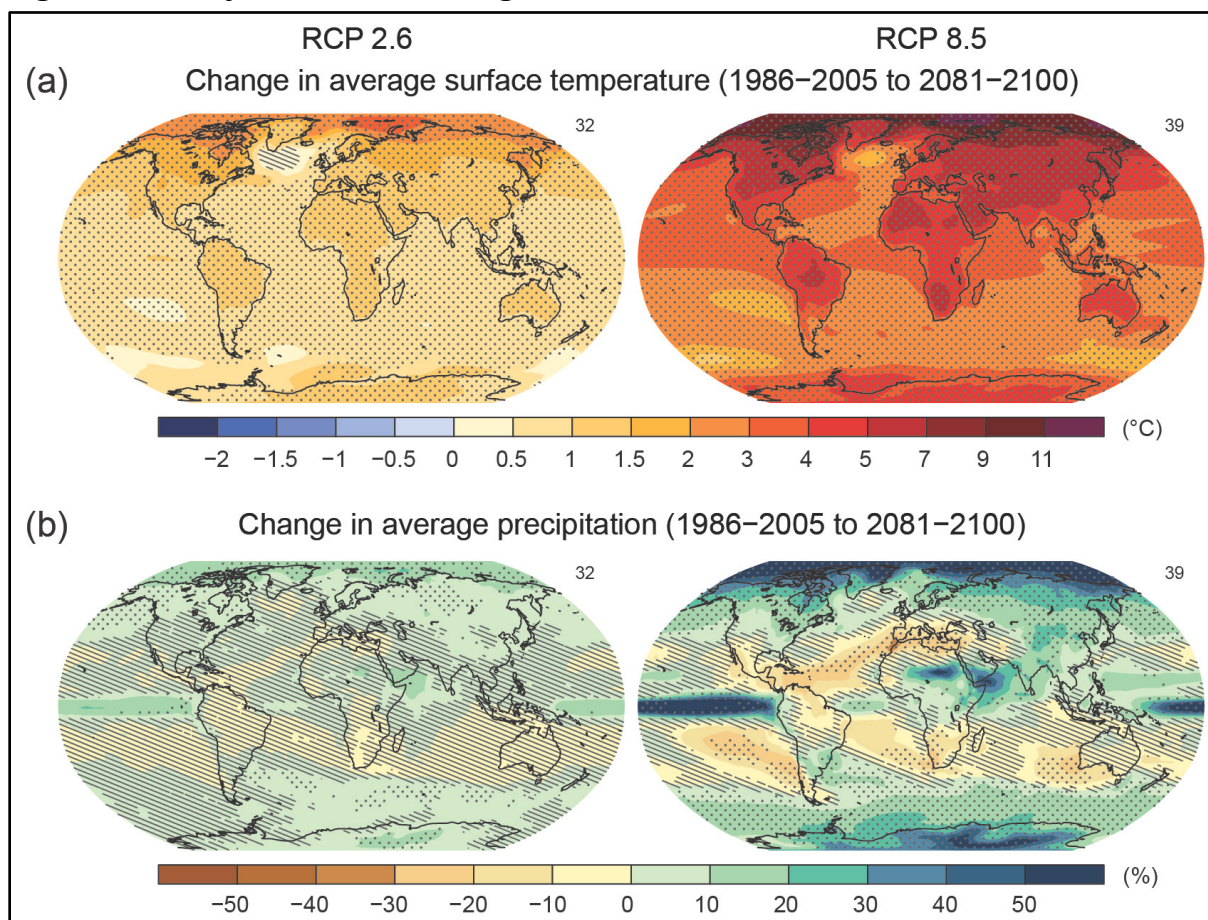 RCP 2.6 RCP 8.5
(a) Change in average surface temperature (1986−2005 to 2081−2100)
32 39
−2 −1.5 −1 −0.5 0 0.5 1 1.5 2 3 4 5 7 9 11 (°C)
(b) Change in average precipitation (1986−2005 to 2081−2100)
32 39
−50 −40 −30 −20 −10 0 10 20 30 40 50 (%)